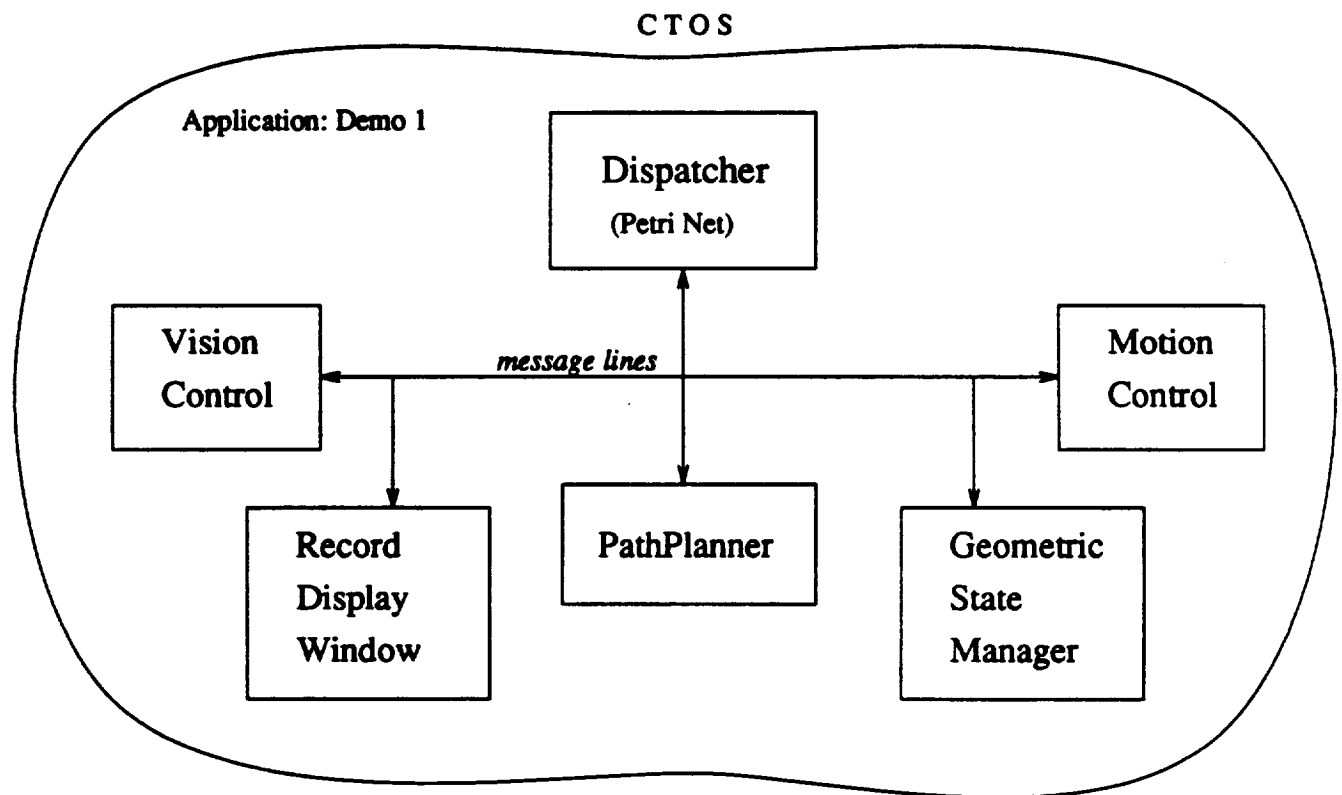 C T O S
Application: Demo 1
Dispatcher
(Petri Net)
Vision
Control
message lines
Motion
Control
Record
Display
Window
PathPlanner
Geometric
State
Manager